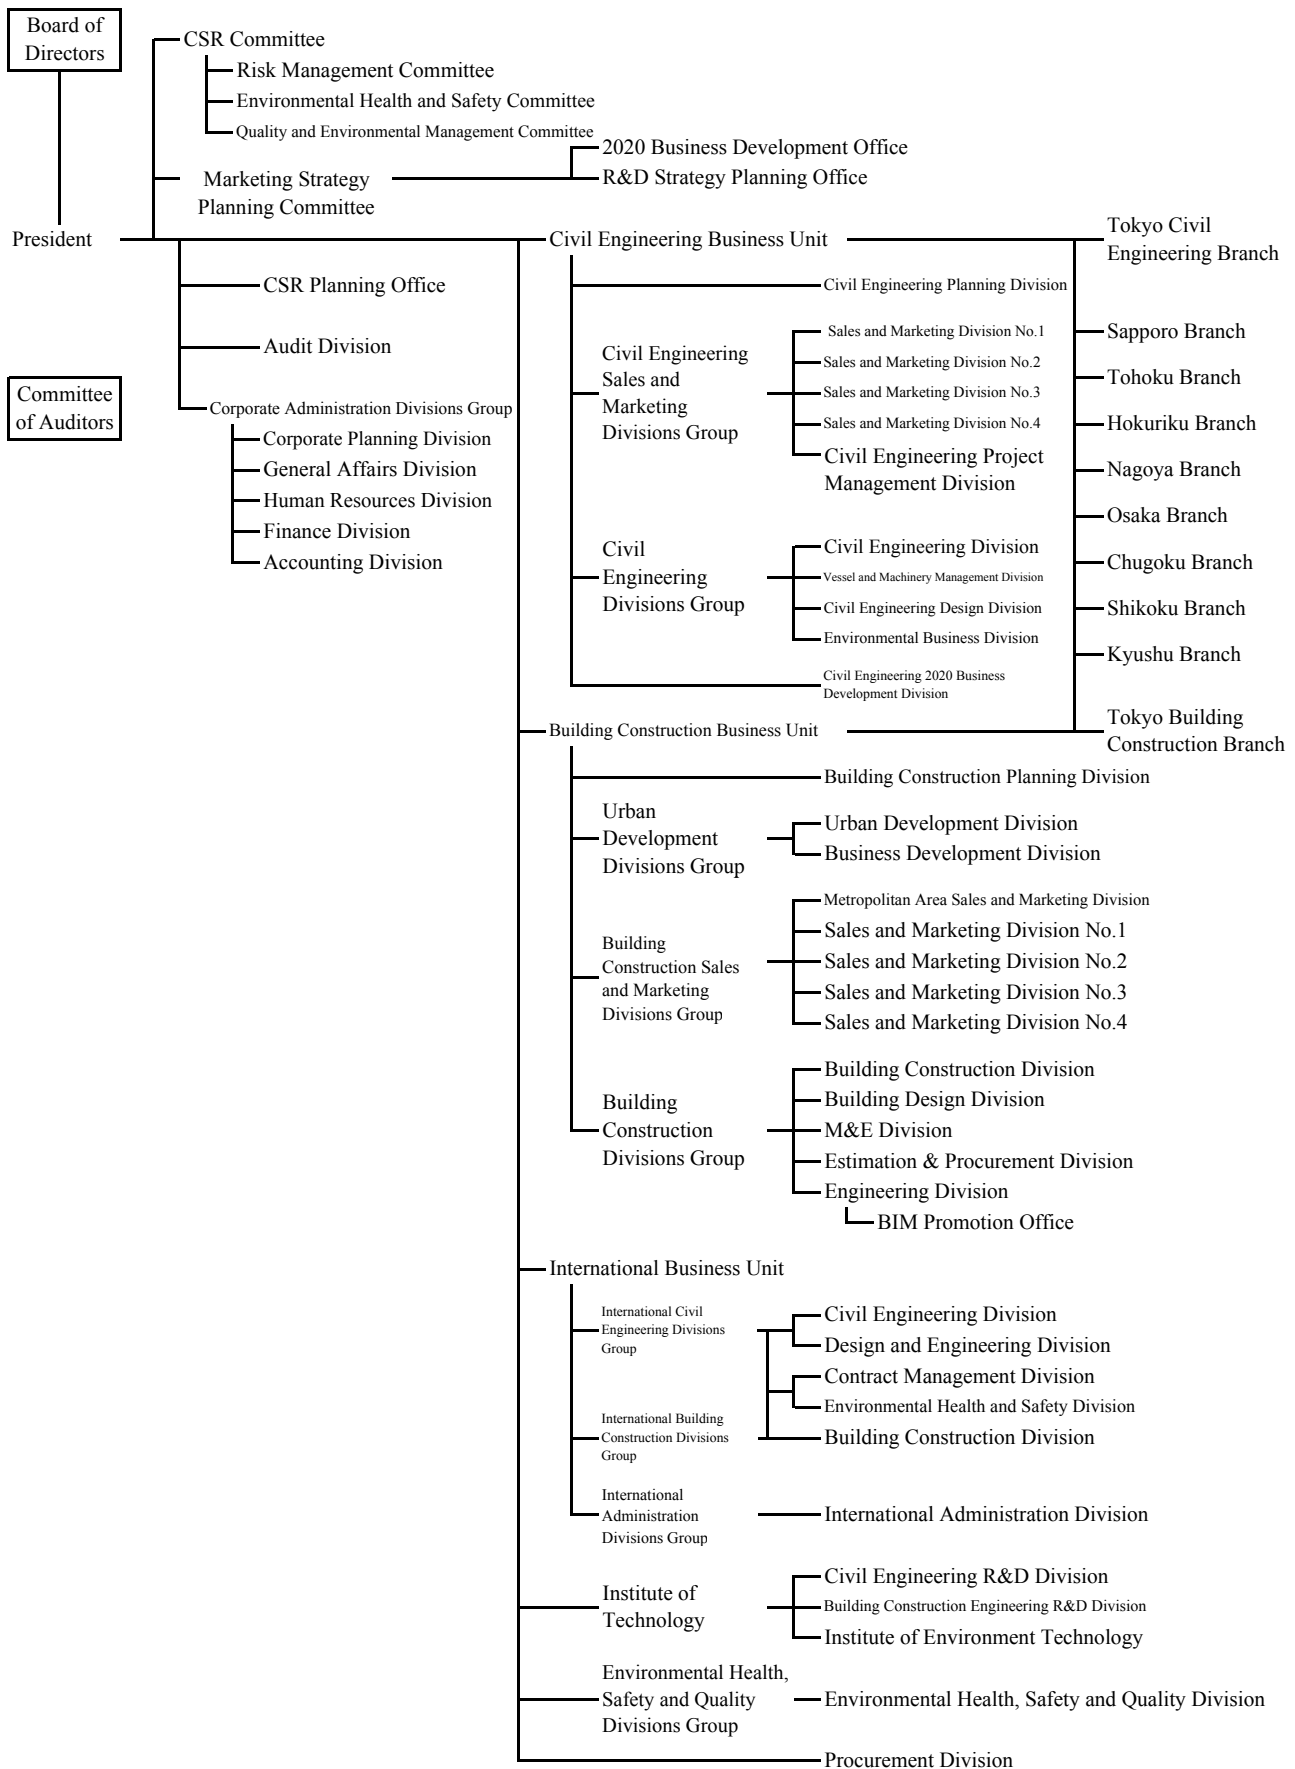 Board of
Directors
CSR Committee
Risk Management Committee
Environmental Health and Safety Committee
Quality and Environmental Management Committee
2020 Business Development Office
Marketing Strategy
Planning Committee
R&D Strategy Planning Office
President
Civil Engineering Business Unit
Tokyo Civil
Engineering Branch
CSR Planning Office
Civil Engineering Planning Division
Audit Division
Civil Engineering
Sales and
Marketing
Divisions Group
Sales and Marketing Division No.1
Sales and Marketing Division No.2
Sales and Marketing Division No.3
Sales and Marketing Division No.4
Civil Engineering Project
Management Division
Sapporo Branch
Tohoku Branch
Hokuriku Branch
Nagoya Branch
Osaka Branch
Chugoku Branch
Shikoku Branch
Kyushu Branch
Committee
of Auditors
Corporate Administration Divisions Group
Corporate Planning Division
General Affairs Division
Human Resources Division
Finance Division
Accounting Division
Civil
Engineering
Divisions Group
Civil Engineering Division
Vessel and Machinery Management Division
Civil Engineering Design Division
Environmental Business Division
Civil Engineering 2020 Business
Development Division
Building Construction Business Unit
Tokyo Building
Construction Branch
Building Construction Planning Division
Urban
Development
Divisions Group
Urban Development Division
Business Development Division
Building
Construction Sales
and Marketing
Divisions Group
Metropolitan Area Sales and Marketing Division
Sales and Marketing Division No.1
Sales and Marketing Division No.2
Sales and Marketing Division No.3
Sales and Marketing Division No.4
Building
Construction
Divisions Group
Building Construction Division
Building Design Division
M&E Division
Estimation & Procurement Division
Engineering Division
BIM Promotion Office
International Business Unit
International Civil
Engineering Divisions
Group
Civil Engineering Division
Design and Engineering Division
Contract Management Division
Environmental Health and Safety Division
International Building
Construction Divisions
Group
Building Construction Division
International
Administration
Divisions Group
International Administration Division
Institute of
Technology
Civil Engineering R&D Division
Building Construction Engineering R&D Division
Institute of Environment Technology
Environmental Health,
Safety and Quality
Divisions Group
Environmental Health, Safety and Quality Division
Procurement Division